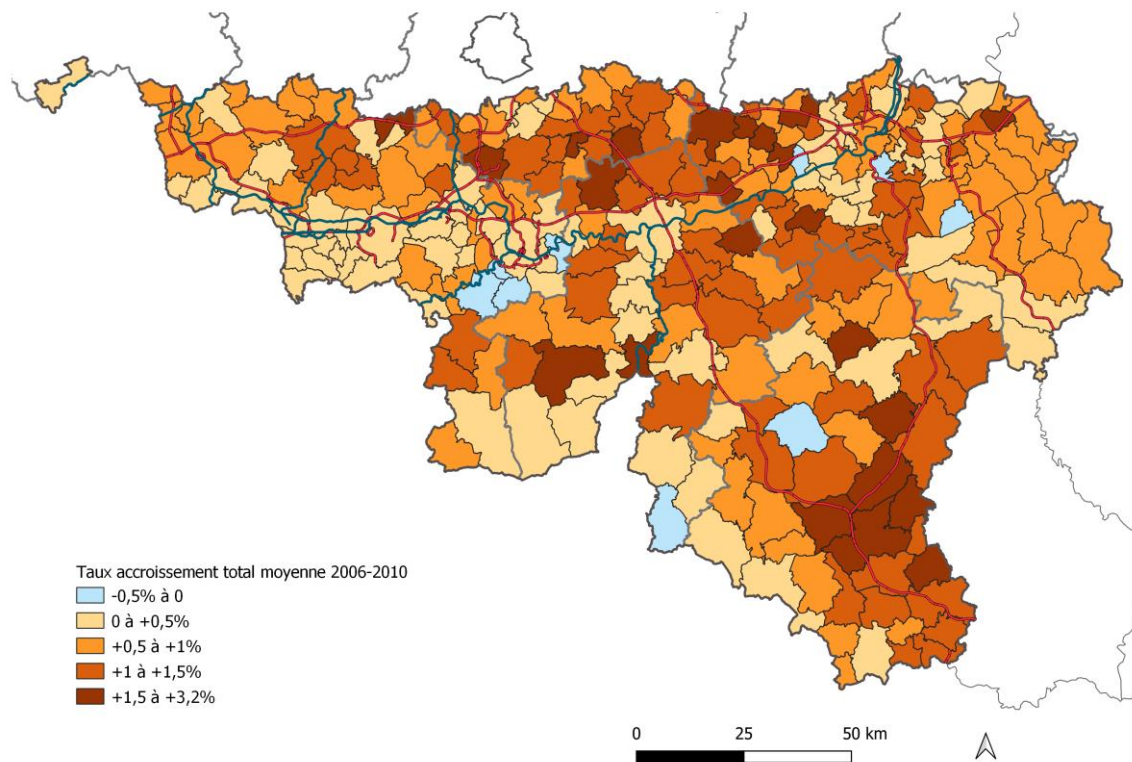 Taux accroissement total moyenne 2006-2010
-0,5% à 0
0 à +0,5%
+0,5 à +1%
+1 à +1,5%
+1,5 à +3,2%
0 25 50 km